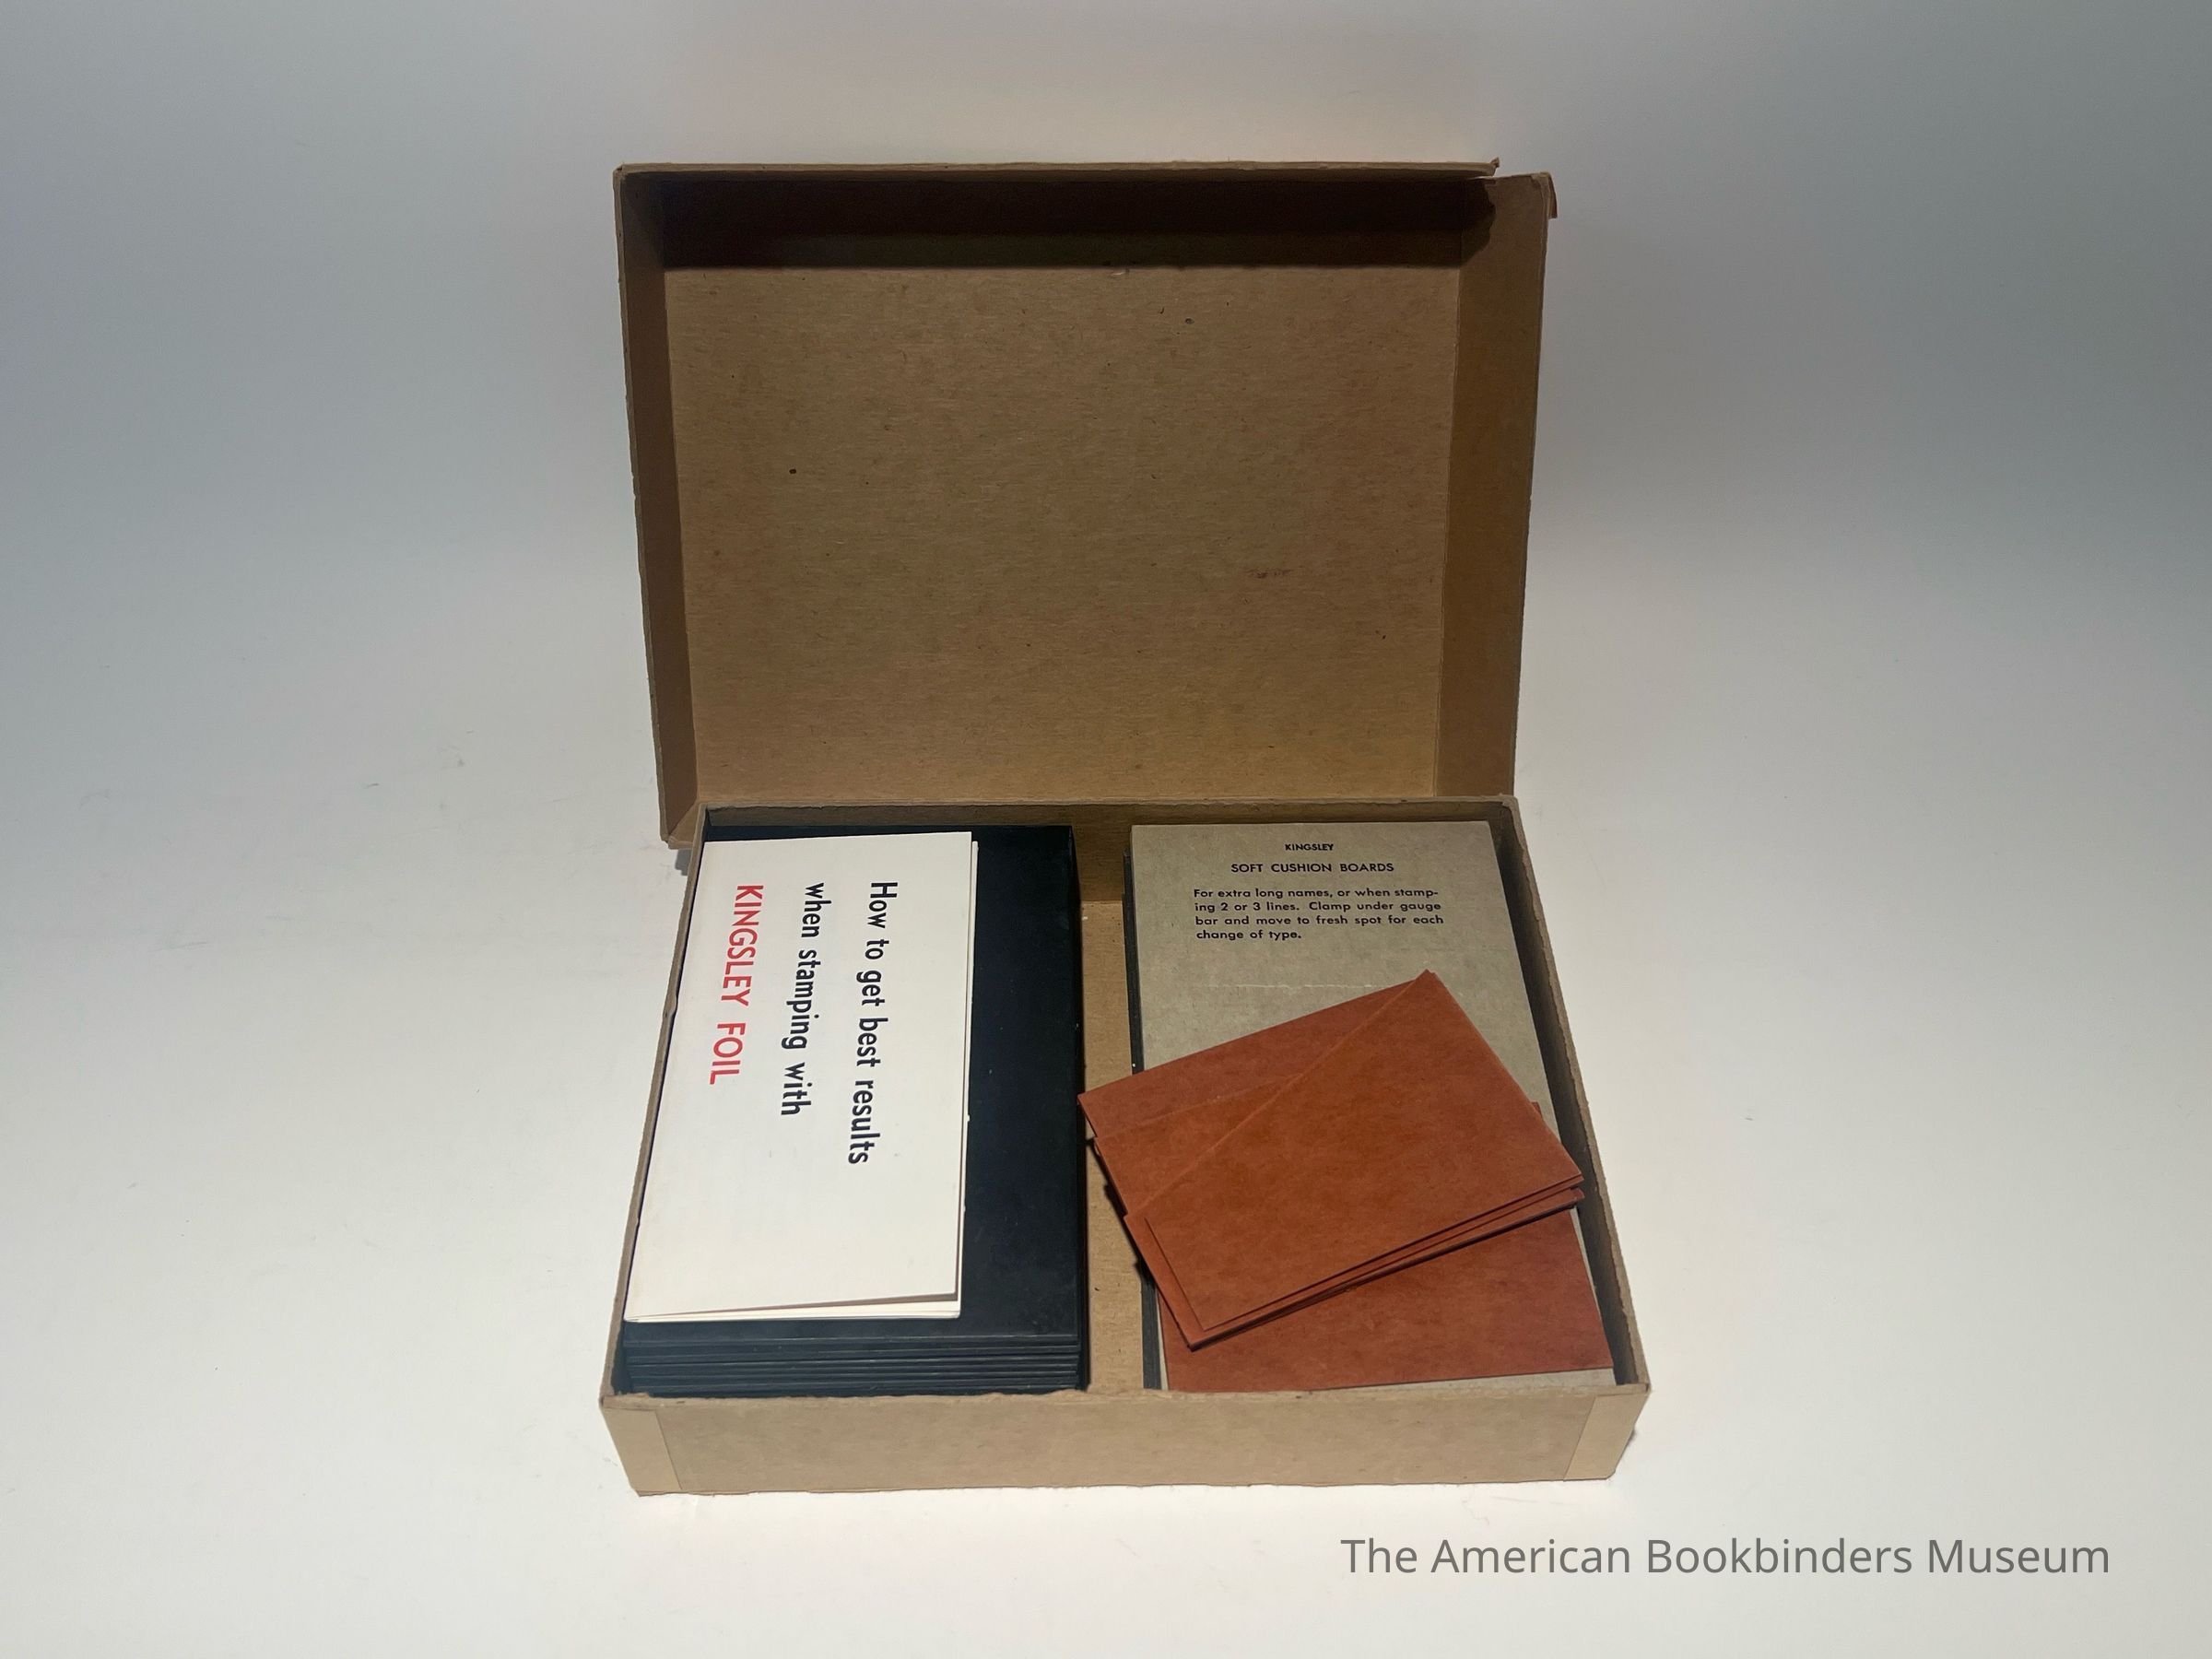 How to get best results
when stamping with
KINGSLEY FOIL
KINGSLEY
SOFT CUSHION BOARDS
For extra long names, or when stamp-
ing 2 or 3 lines. Clamp under gauge
bar and move to fresh spot for each
change of type.
The American Bookbinders Museum